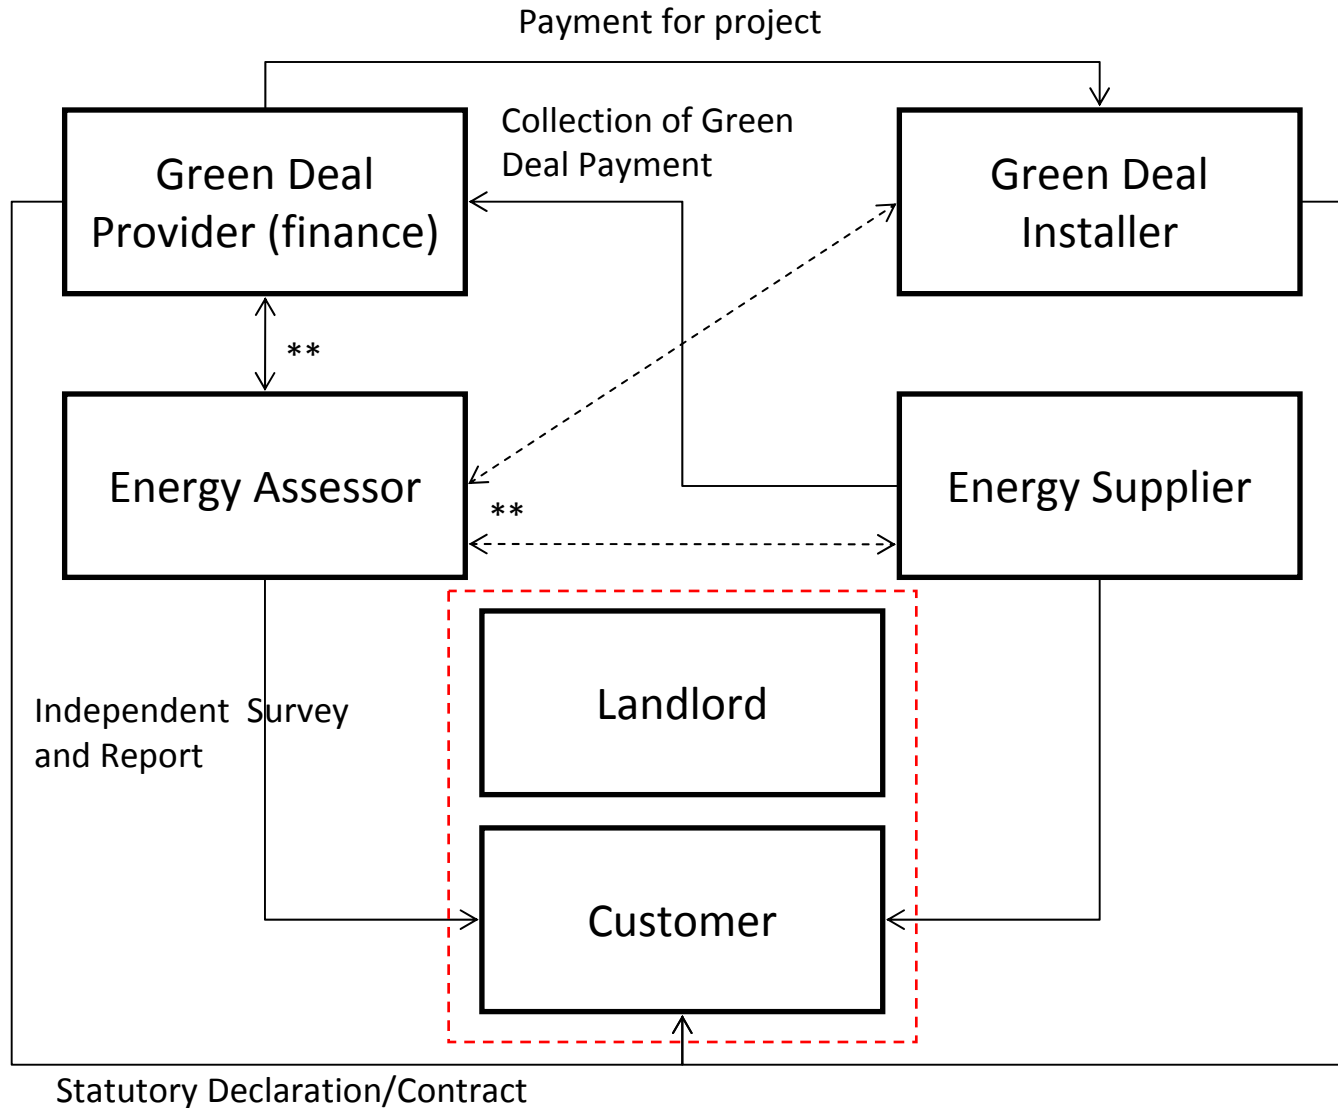 Payment for project
Collection of Green
Deal Payment
Green Deal
Provider (finance)
Green Deal
Installer
**
Energy Assessor
Energy Supplier
**
Landlord
Independent  Survey
and Report
Customer
Statutory Declaration/Contract